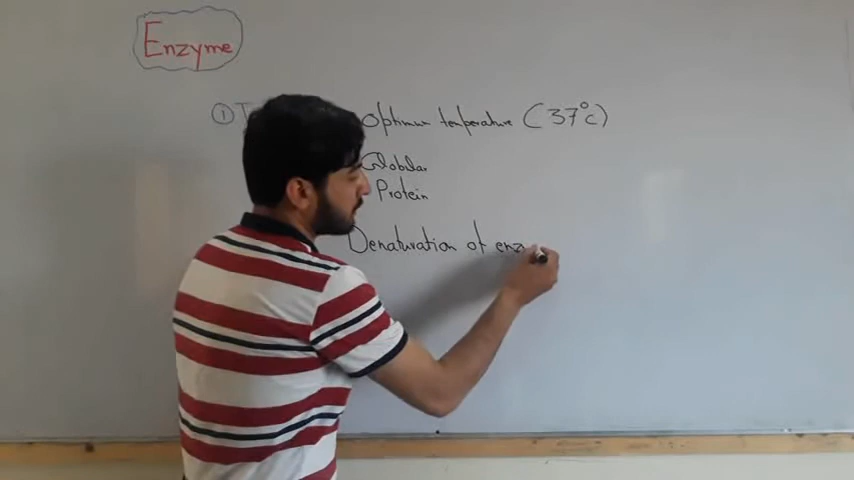 Enzyme
① T Optimum temperature (37°c)
Globular
Protein
Denaturation of enz